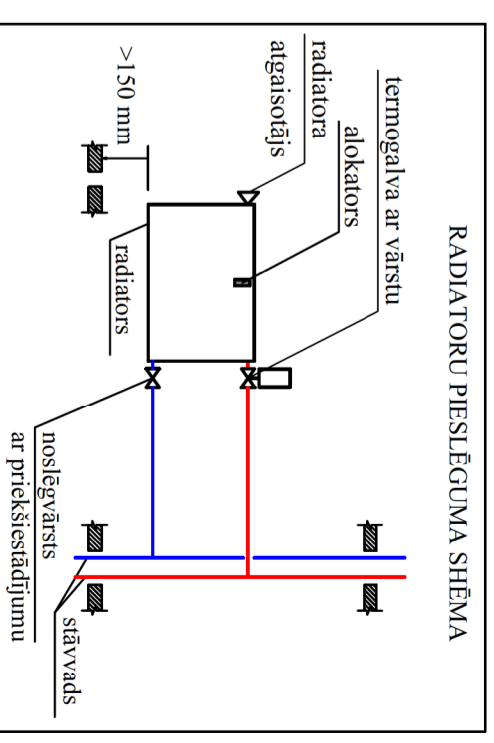 RADIATORU PIESLĒGUMA SHĒMA
termogalva ar vārstu
alokators
radiatora
atgaisotājs
>150 mm
radiators
noslēgvārsts
ar priekšiestādījumu
stāvvads